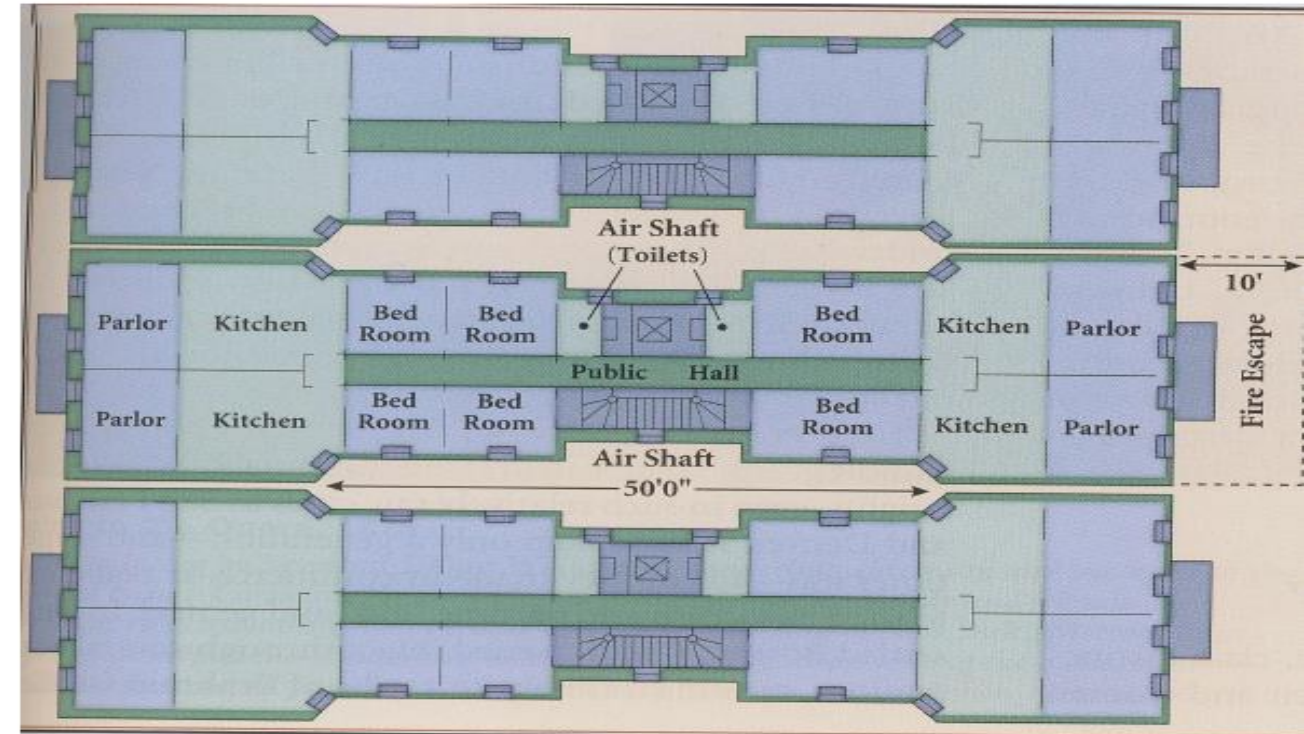 Air Shaft
(Toilets)
10'
Parlor
Kitchen
Bed
Room
Bed
Room
Bed
Room
Kitchen
Parlor
Public Hall
Fire Escape
Parlor
Kitchen
Bed
Room
Bed
Room
Bed
Room
Kitchen
Parlor
Air Shaft
50'0"